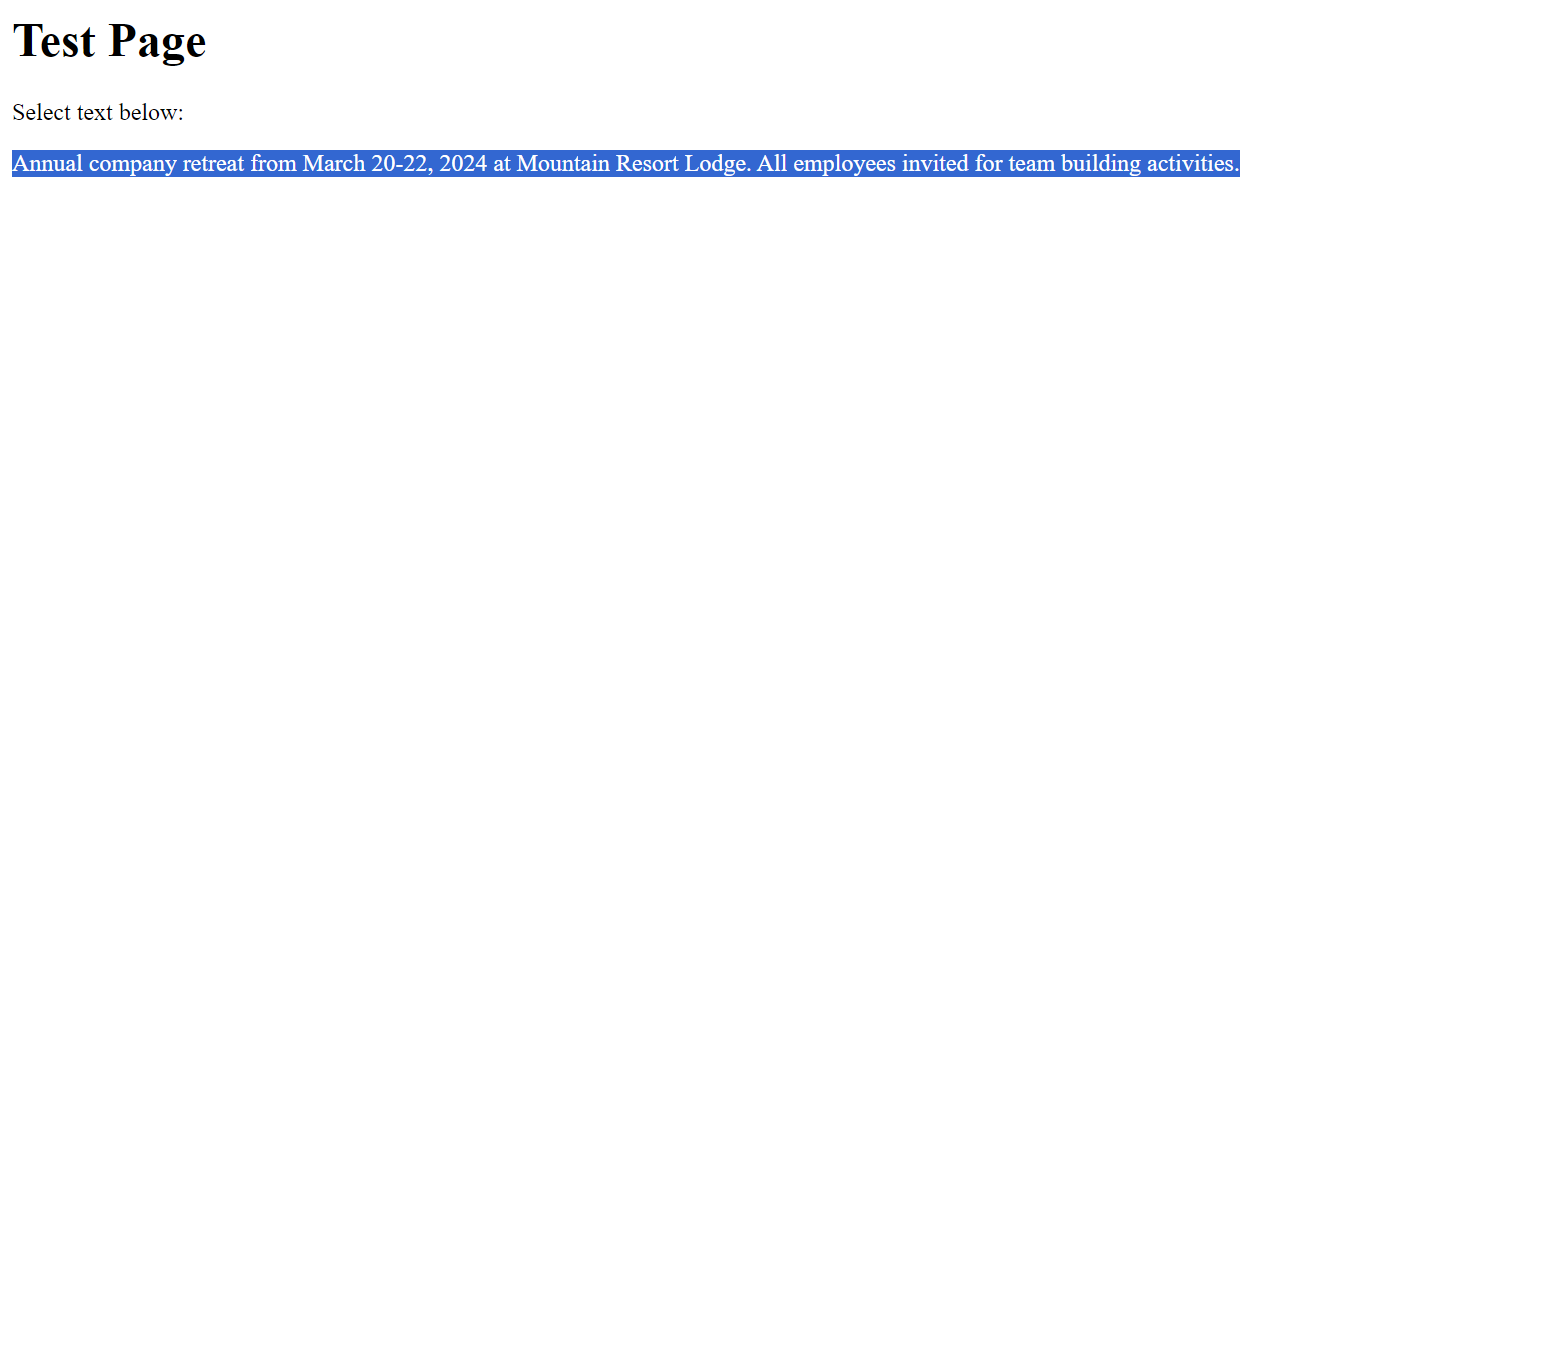 Test Page
Select text below:
Annual company retreat from March 20-22, 2024 at Mountain Resort Lodge. All employees invited for team building activities.